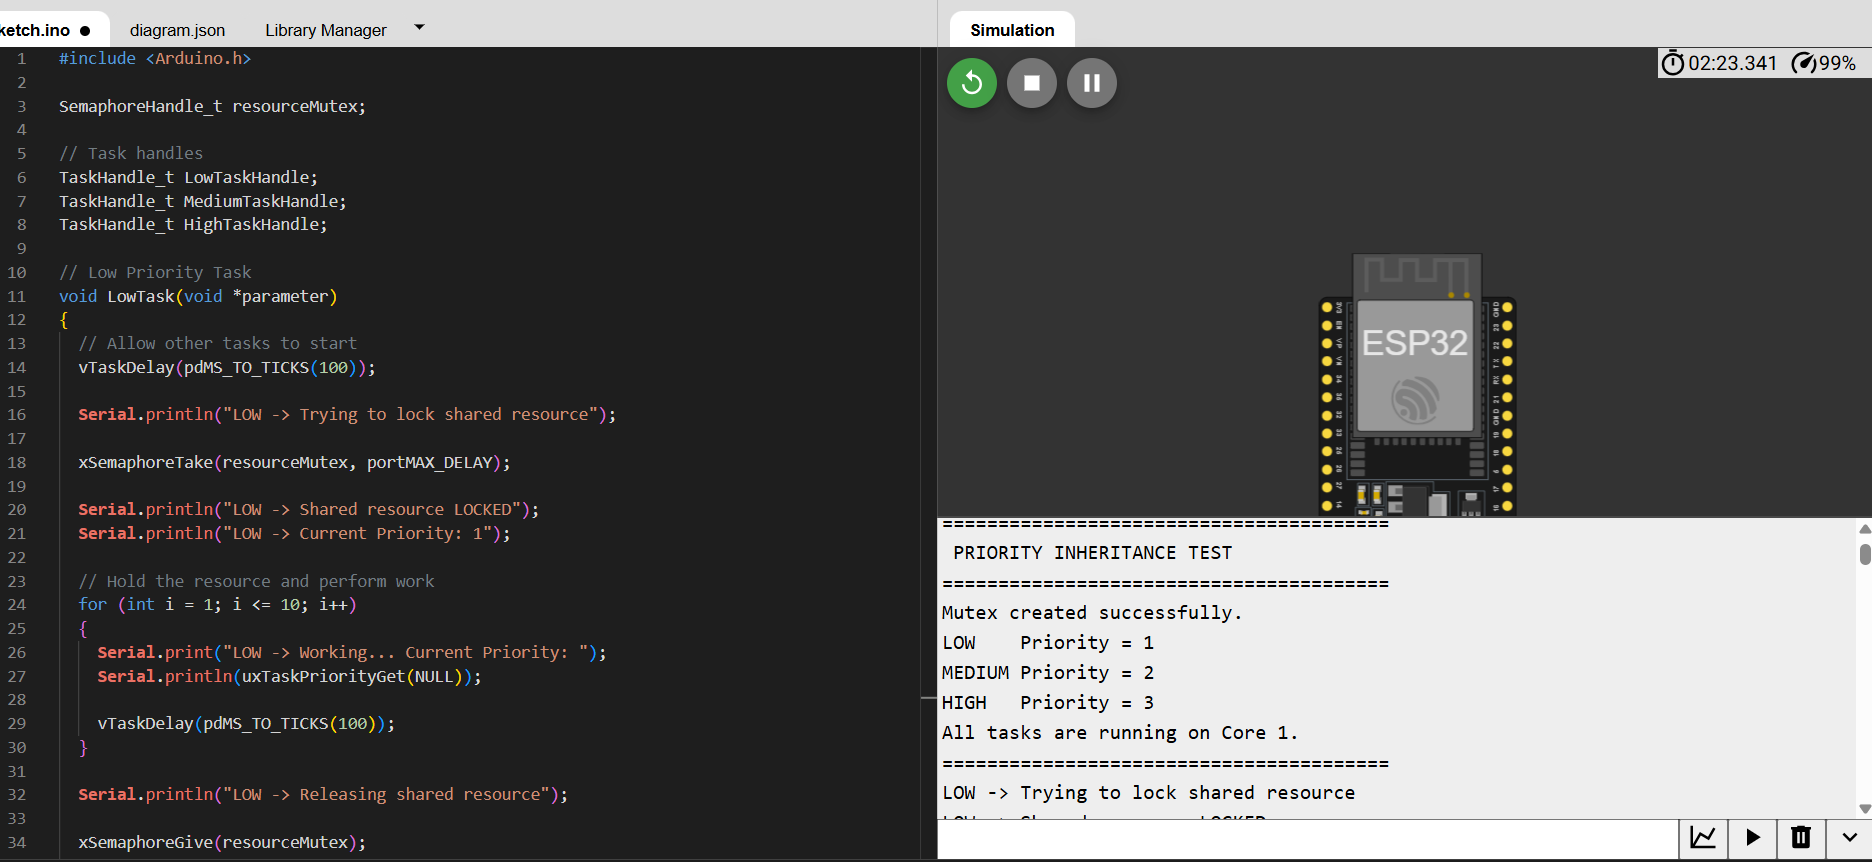 ketch.ino ●
diagram.json
Library Manager
1 #include <Arduino.h>
2
3 SemaphoreHandle_t resourceMutex;
4
5 // Task handles
6 TaskHandle_t LowTaskHandle;
7 TaskHandle_t MediumTaskHandle;
8 TaskHandle_t HighTaskHandle;
9
10 // Low Priority Task
11 void LowTask(void *parameter)
12 {
13 // Allow other tasks to start
14 vTaskDelay(pdMS_TO_TICKS(100));
15
16 Serial.println("LOW -> Trying to lock shared resource");
17
18 xSemaphoreTake(resourceMutex, portMAX_DELAY);
19
20 Serial.println("LOW -> Shared resource LOCKED");
21 Serial.println("LOW -> Current Priority: 1");
22
23 // Hold the resource and perform work
24 for (int i = 1; i <= 10; i++)
25 {
26 Serial.print("LOW -> Working... Current Priority: ");
27 Serial.println(uxTaskPriorityGet(NULL));
28
29 vTaskDelay(pdMS_TO_TICKS(100));
30 }
31
32 Serial.println("LOW -> Releasing shared resource");
33
34 xSemaphoreGive(resourceMutex);
Simulation
02:23.341 99%
ESP32
========================================
PRIORITY INHERITANCE TEST
========================================
Mutex created successfully.
LOW    Priority = 1
MEDIUM Priority = 2
HIGH   Priority = 3
All tasks are running on Core 1.
========================================
LOW -> Trying to lock shared resource